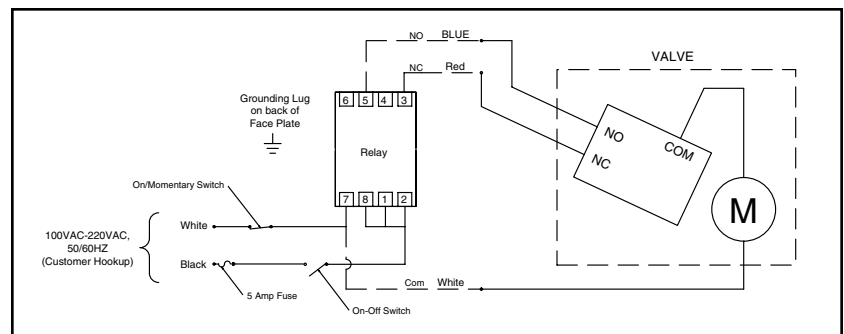 NO BLUE
NC Red
VALVE
Grounding Lug
on back of
Face Plate
6 5 4 3
Relay
7 8 1 2
NO
NC
COM
M
On/Momentary Switch
100VAC-220VAC,
50/60HZ
(Customer Hookup)
White
Black
5 Amp Fuse
On-Off Switch
Com White